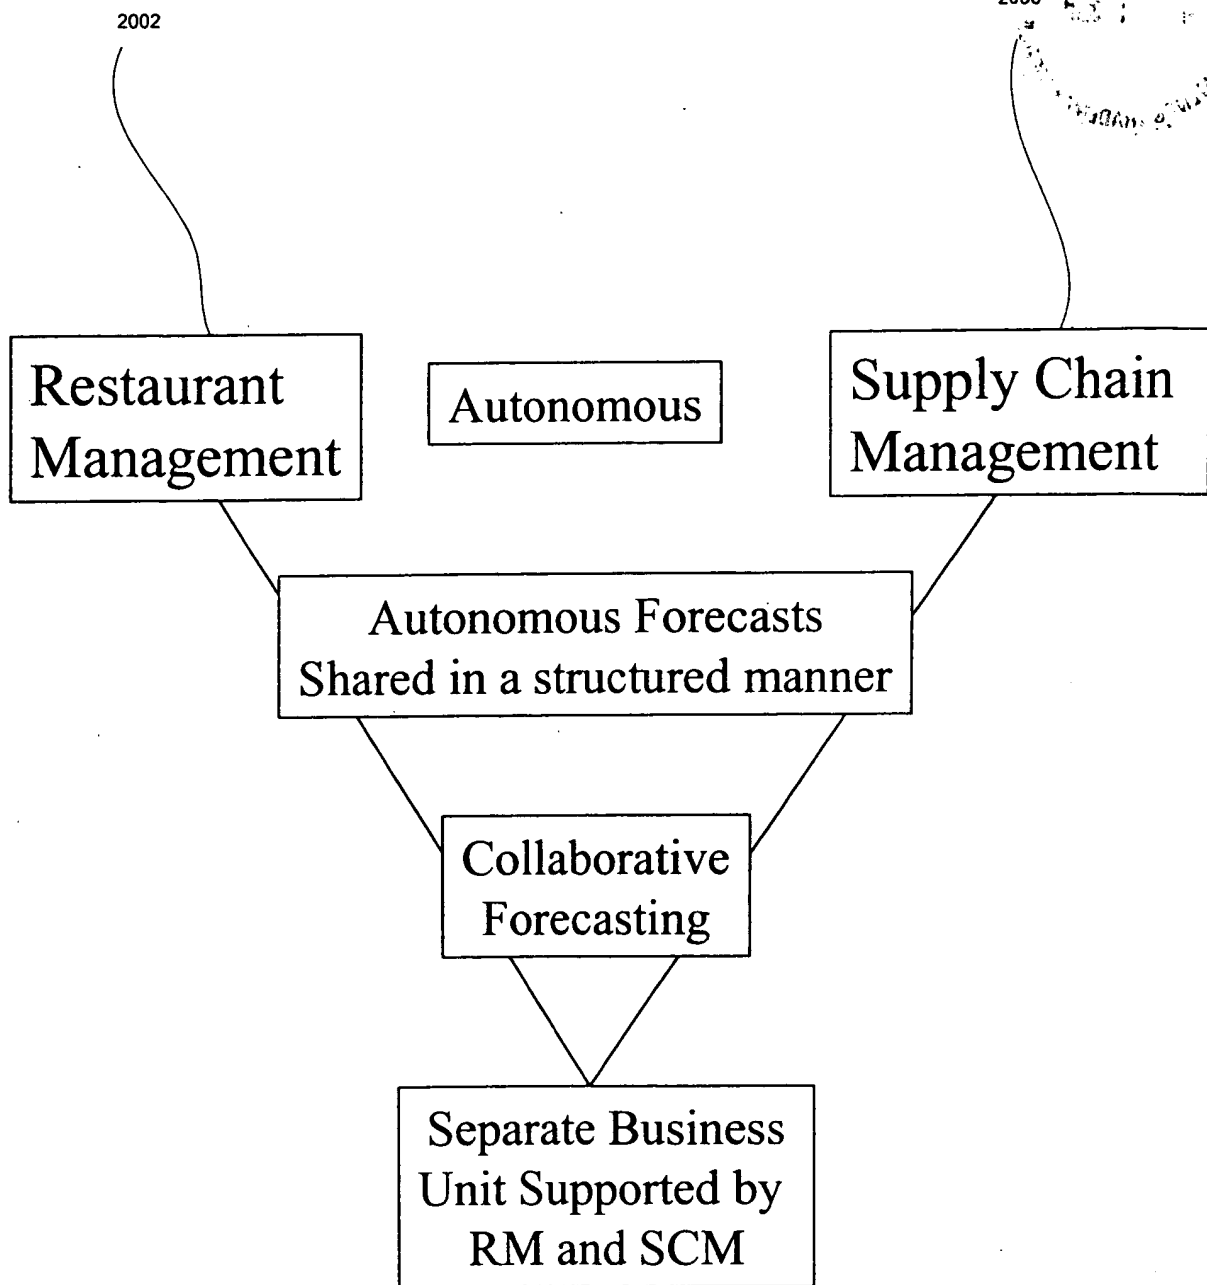 2002
Restaurant
Management
Autonomous
Supply Chain
Management
Autonomous Forecasts
Shared in a structured manner
Collaborative
Forecasting
Separate Business
Unit Supported by
RM and SCM